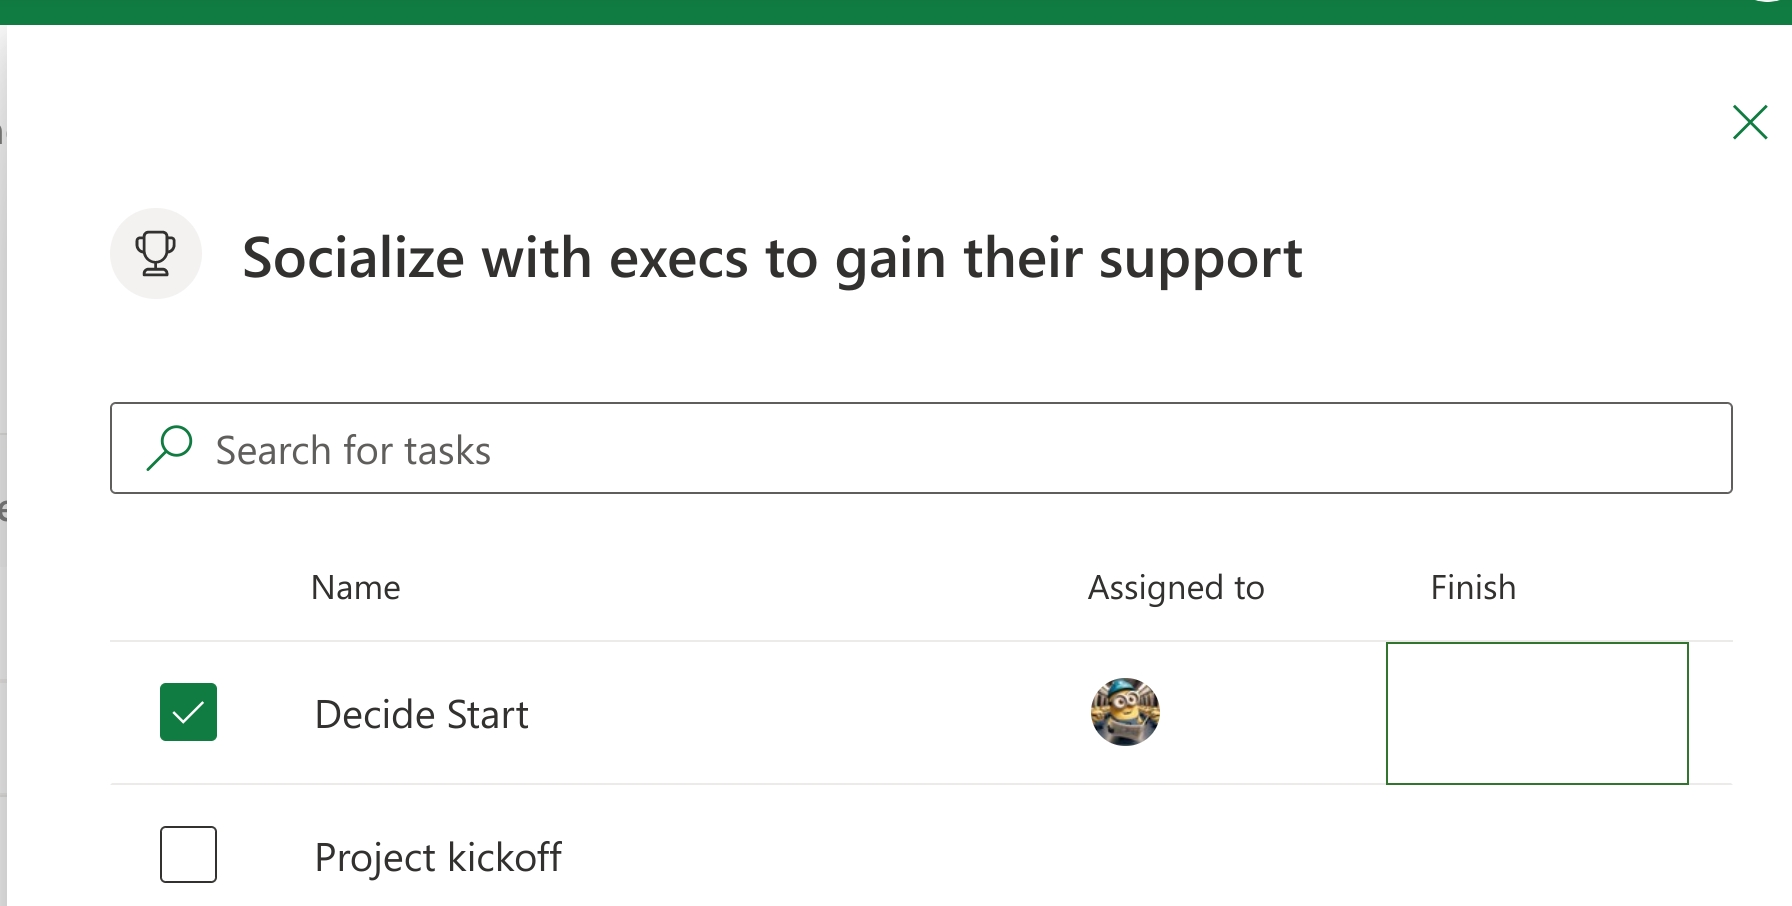 Socialize with execs to gain their support
Search for tasks
Name Assigned to Finish
Decide Start
Project kickoff